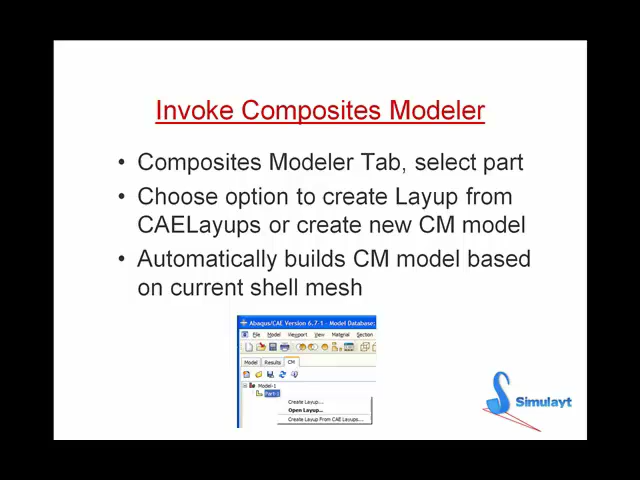 Invoke Composites Modeler
• Composites Modeler Tab, select part
• Choose option to create Layup from
CAELayups or create new CM model
• Automatically builds CM model based
on current shell mesh
Abaqus/CAE Version 6.7-1 - Model Database:
File Model Viewport View Material Section
Model Results CM
Model-1
Part-1
Create Layup...
Open Layup...
Create Layup From CAE Layups...
Simulayt